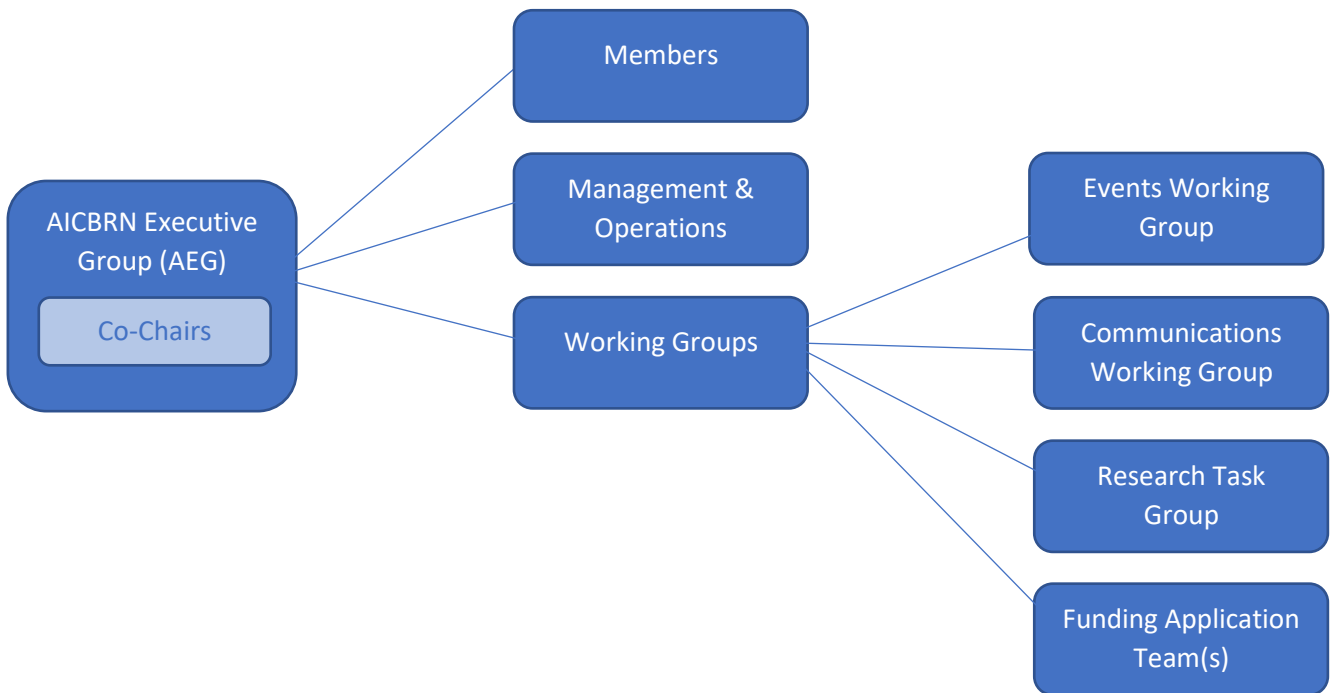 AICBRN Executive
Group (AEG)
Co-Chairs
Members
Management &
Operations
Working Groups
Events Working
Group
Communications
Working Group
Research Task
Group
Funding Application
Team(s)